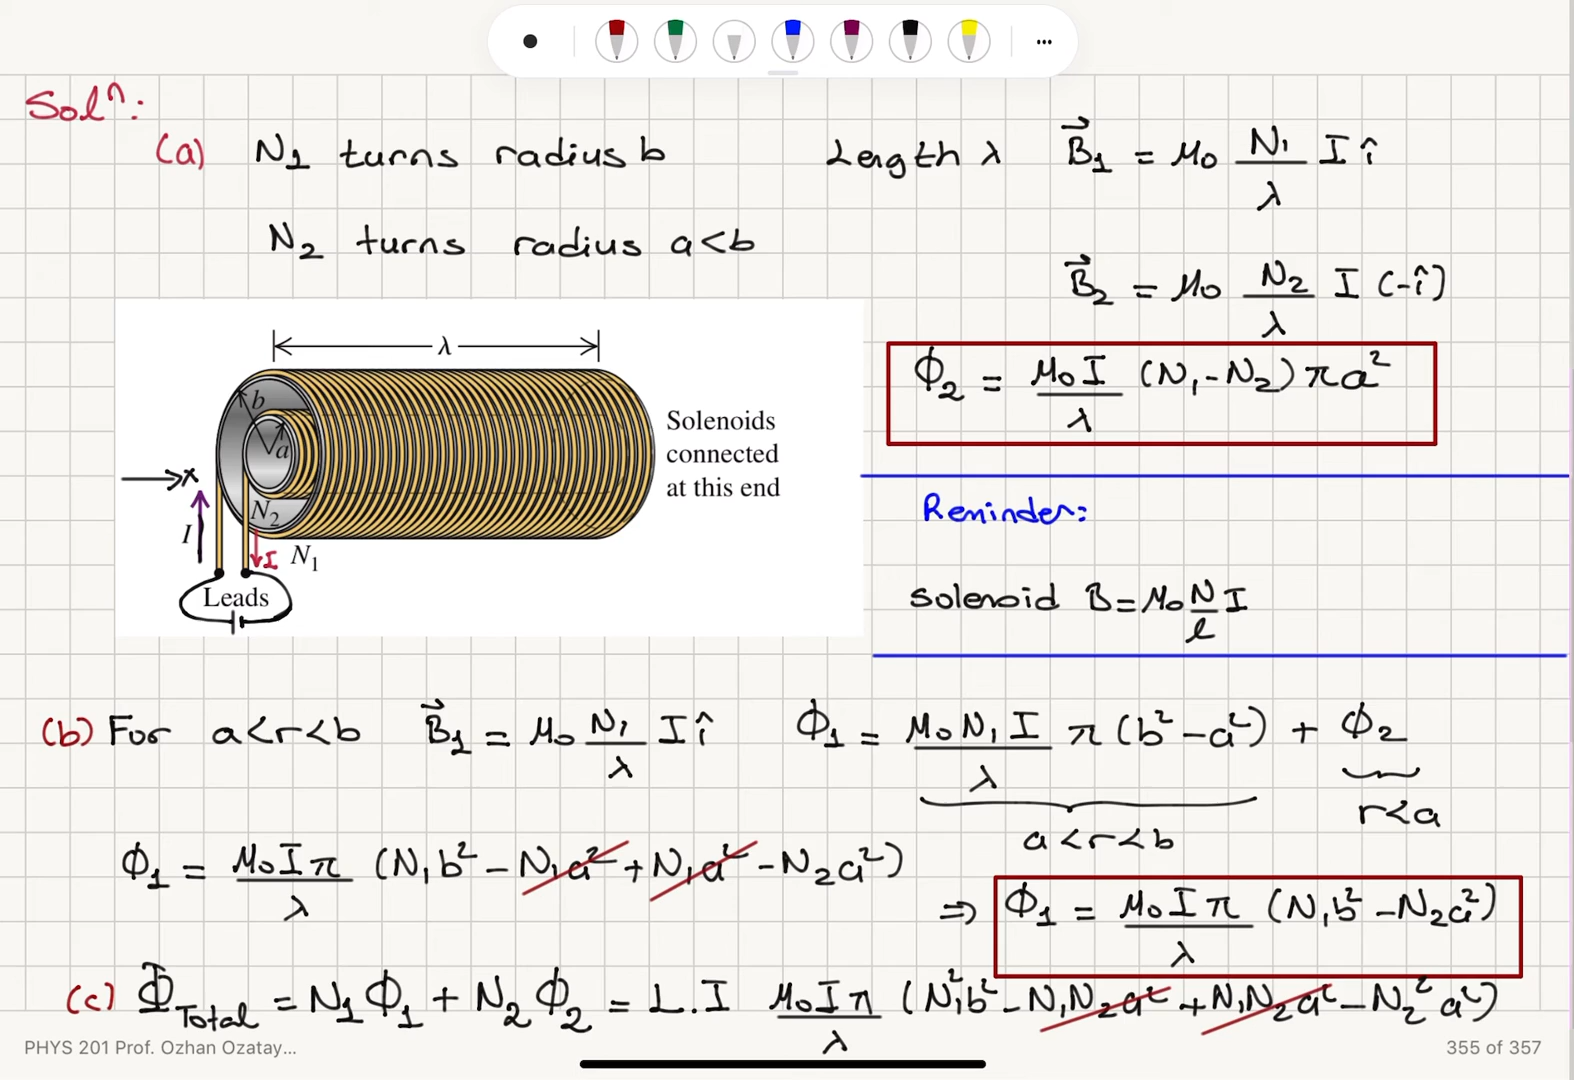 Solⁿ:
(a) N₁ turns radius b
Length λ B⃗₁ = μ₀ N₁/λ I î
N₂ turns radius a<b
B⃗₂ = μ₀ N₂/λ I (-î)
Φ₂ = μ₀I/λ (N₁-N₂)πa²
λ
b
a
Solenoids
connected
at this end
x
N₂
I
I
N₁
Leads
Reminder:
solenoid B=μ₀N/l I
(b) For a<r<b B⃗₁ = μ₀ N₁/λ I î Φ₁ = μ₀N₁I/λ π(b²-a²) + Φ₂
a<r<b
r<a
Φ₁ = μ₀Iπ/λ (N₁b² - N₁a² + N₁a² - N₂a²)
⇒ Φ₁ = μ₀Iπ/λ (N₁b² - N₂a²)
(c) Φ_Total = N₁Φ₁ + N₂Φ₂ = L.I μ₀Iπ/λ (N₁²b² - N₁N₂a² + N₁N₂a² - N₂²a²)
PHYS 201 Prof. Ozhan Ozatay...
355 of 357